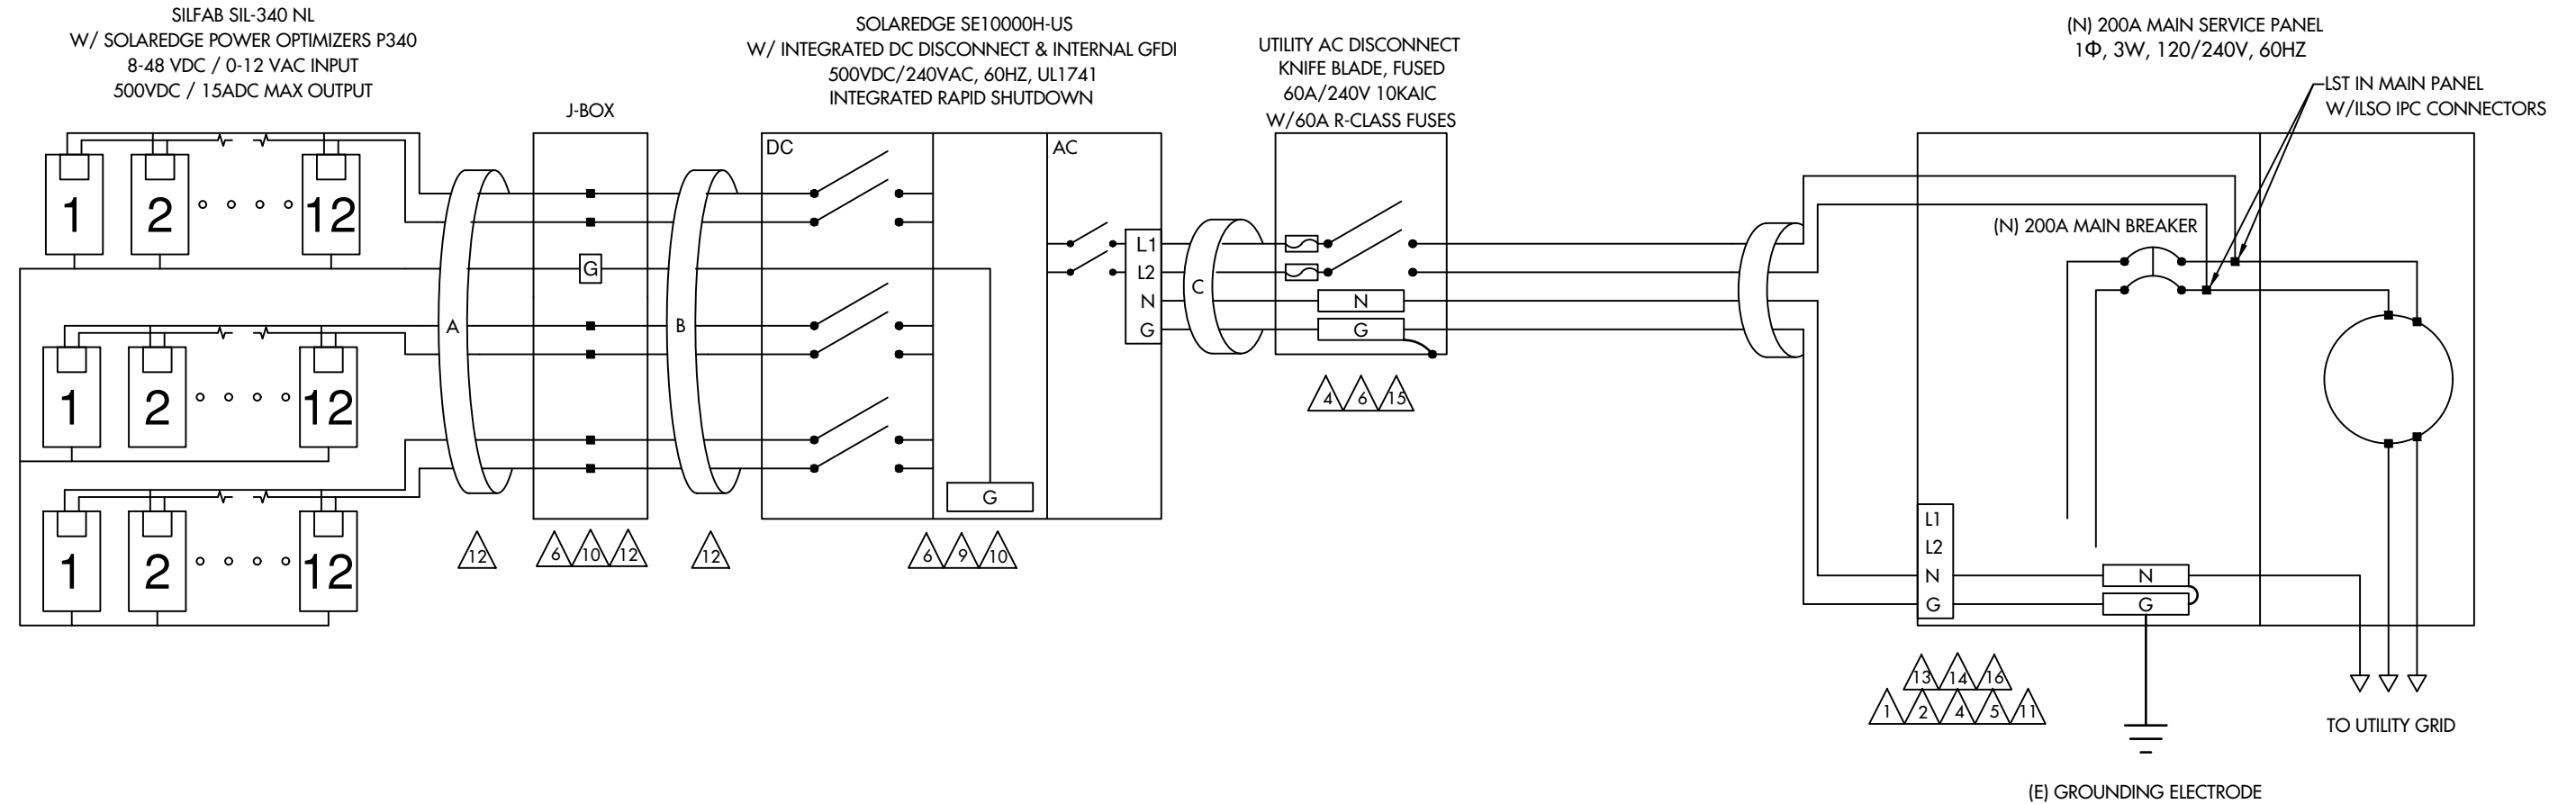 SILFAB SIL-340 NL
W/ SOLAREDGE POWER OPTIMIZERS P340
8-48 VDC / 0-12 VAC INPUT
500VDC / 15ADC MAX OUTPUT
J-BOX
SOLAREDGE SE10000H-US
W/ INTEGRATED DC DISCONNECT & INTERNAL GFDI
500VDC/240VAC, 60HZ, UL1741
INTEGRATED RAPID SHUTDOWN
UTILITY AC DISCONNECT
KNIFE BLADE, FUSED
60A/240V 10KAIC
W/60A R-CLASS FUSES
(N) 200A MAIN SERVICE PANEL
1Φ, 3W, 120/240V, 60HZ
LST IN MAIN PANEL
W/ILSO IPC CONNECTORS
1 2 12
1 2 12
1 2 12
A
G
B
DC
AC
G
L1
L2
N
G
C
N
G
(N) 200A MAIN BREAKER
L1
L2
N
G
N
G
12
6 10 12
12
6 9 10
4 6 15
13 14 16
1 2 4 5 11
TO UTILITY GRID
(E) GROUNDING ELECTRODE